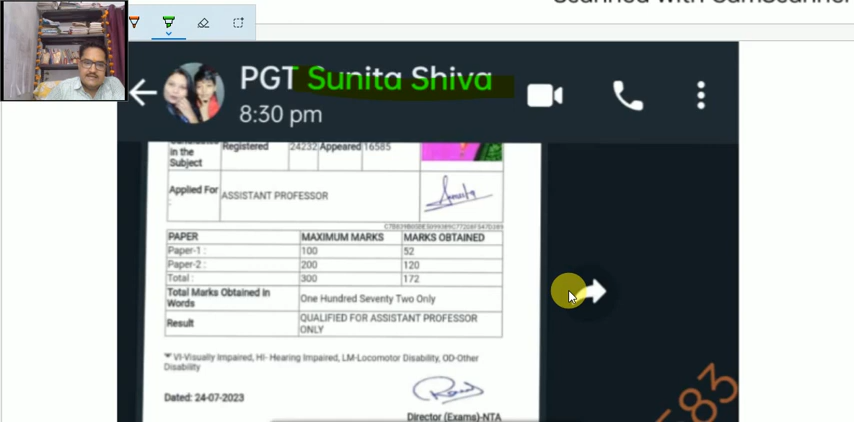 PGT Sunita Shiva
8:30 pm
in the
Subject
Registered 24232 Appeared 16585
Applied For
:
ASSISTANT PROFESSOR
PAPER MAXIMUM MARKS MARKS OBTAINED
Paper-1 : 100 52
Paper-2 : 200 120
Total : 300 172
Total Marks Obtained in
Words
One Hundred Seventy Two Only
Result
QUALIFIED FOR ASSISTANT PROFESSOR
ONLY
VI-Visually Impaired, HI- Hearing Impaired, LM-Locomotor Disability, OD-Other
Disability
Dated: 24-07-2023
Director (Exams)-NTA